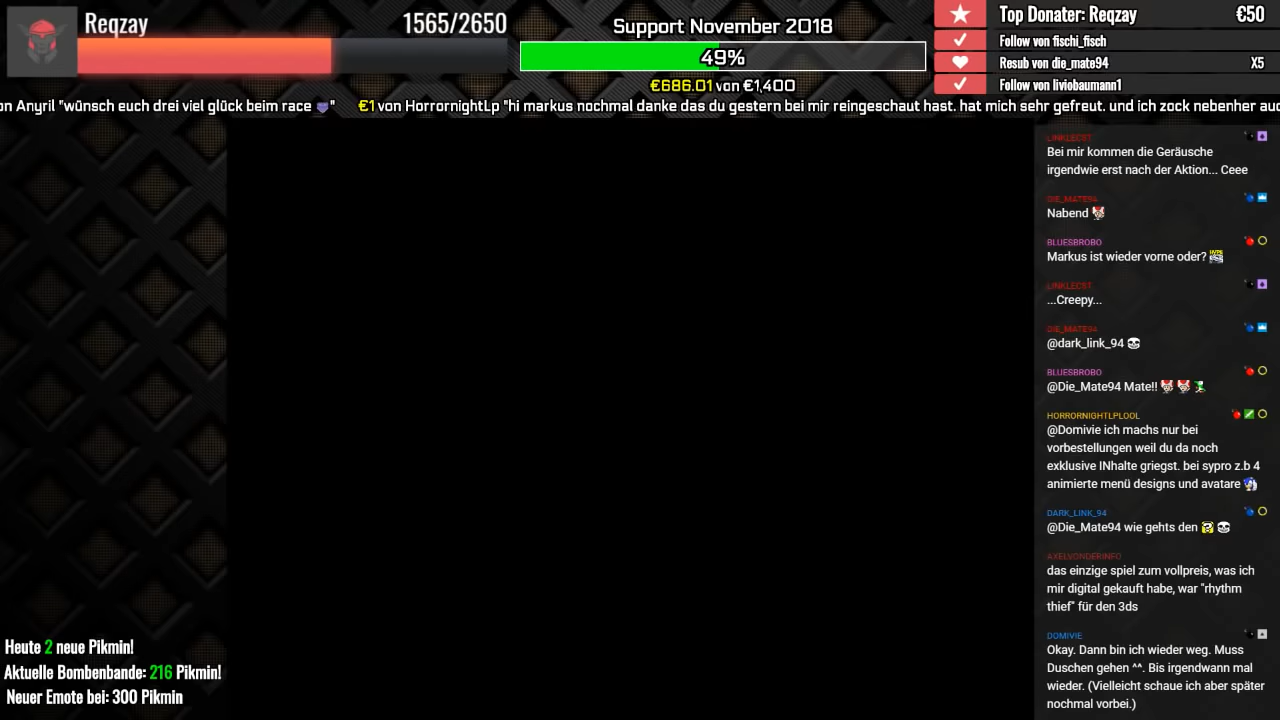 Reqzay
1565/2650
Support November 2018
49%
€686.01 von €1,400
Top Donater: Reqzay €50
Follow von fischi_fisch
Resub von die_mate94 X5
Follow von liviobaumann1
on Anyril "wünsch euch drei viel glück beim race " €1 von HorrornightLp "hi markus nochmal danke das du gestern bei mir reingeschaut hast. hat mich sehr gefreut. und ich zock nebenher auc
LINKLECST
Bei mir kommen die Geräusche
irgendwie erst nach der Aktion... Ceee
DIE_MATE94
Nabend
BLUESBROBO
Markus ist wieder vorne oder?
LINKLECST
...Creepy...
DIE_MATE94
@dark_link_94
BLUESBROBO
@Die_Mate94 Mate!!
HORRORNIGHTLPLOOL
@Domivie ich machs nur bei
vorbestellungen weil du da noch
exklusive INhalte griegst. bei sypro z.b 4
animierte menü designs und avatare
DARK_LINK_94
@Die_Mate94 wie gehts den
AXELVONDERINFO
das einzige spiel zum vollpreis, was ich
mir digital gekauft habe, war "rhythm
thief" für den 3ds
DOMIVIE
Okay. Dann bin ich wieder weg. Muss
Duschen gehen ^^. Bis irgendwann mal
wieder. (Vielleicht schaue ich aber später
nochmal vorbei.)
Heute 2 neue Pikmin!
Aktuelle Bombenbande: 216 Pikmin!
Neuer Emote bei: 300 Pikmin